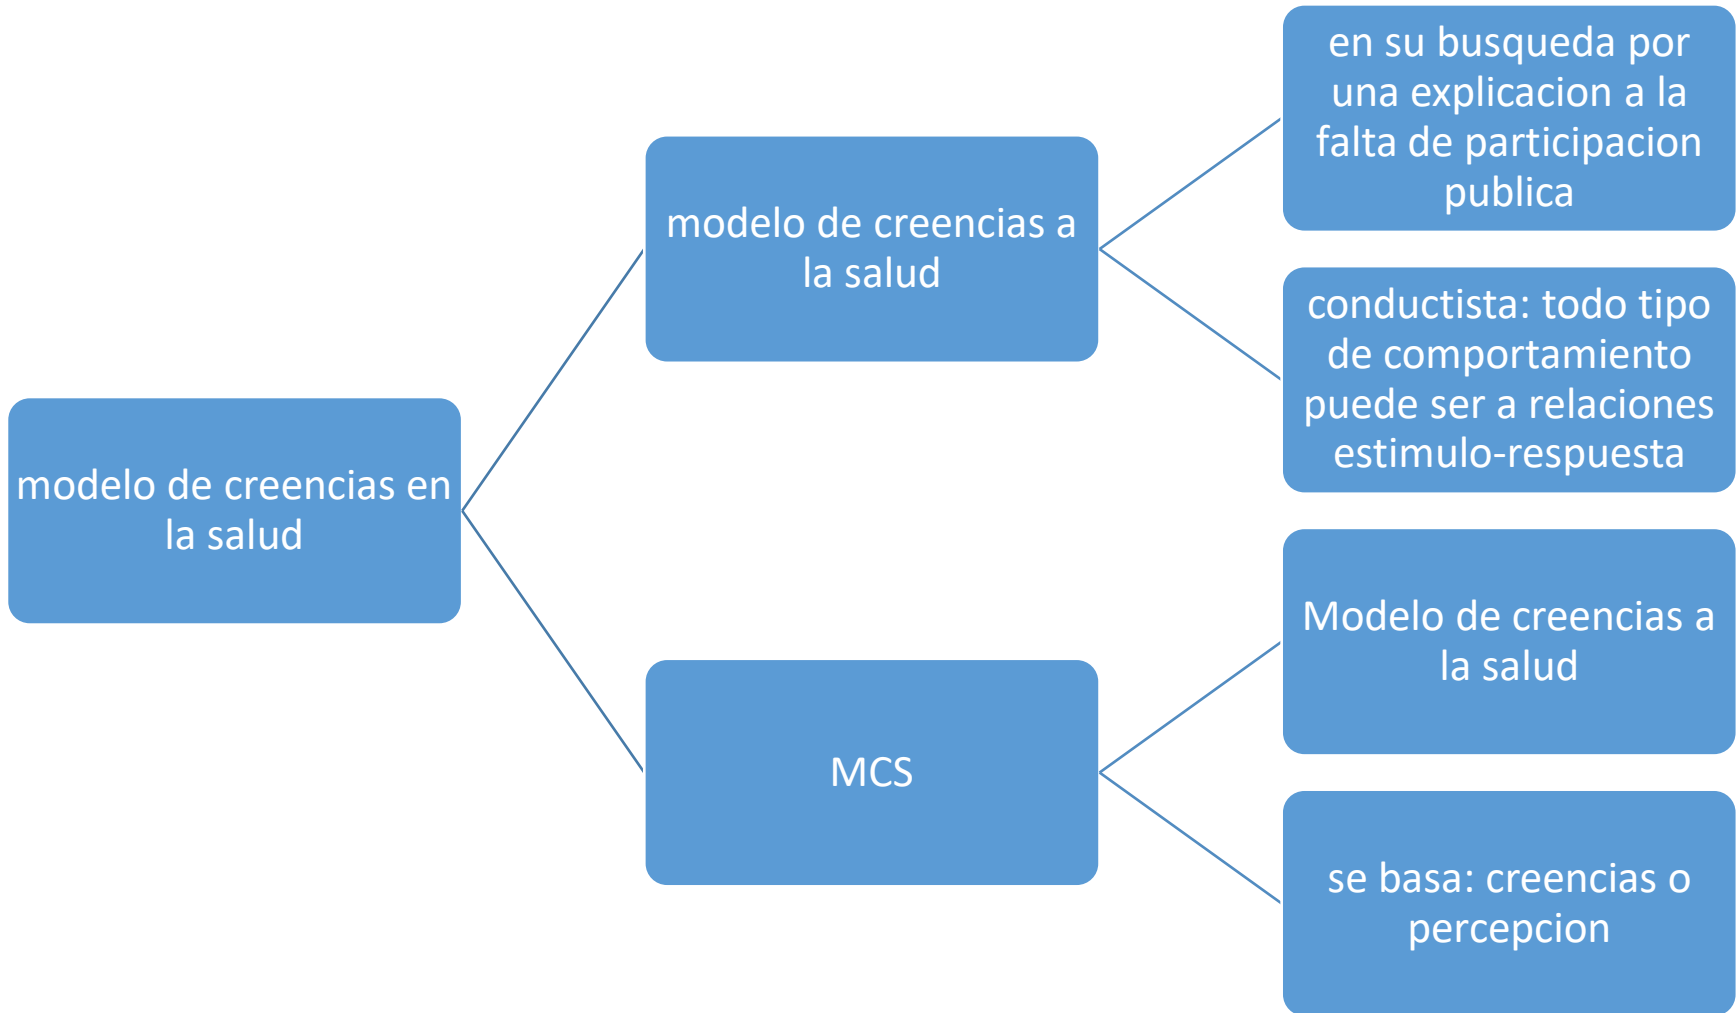 modelo de creencias en
la salud
modelo de creencias a
la salud
en su busqueda por
una explicacion a la
falta de participacion
publica
conductista: todo tipo
de comportamiento
puede ser a relaciones
estimulo-respuesta
MCS
Modelo de creencias a
la salud
se basa: creencias o
percepcion